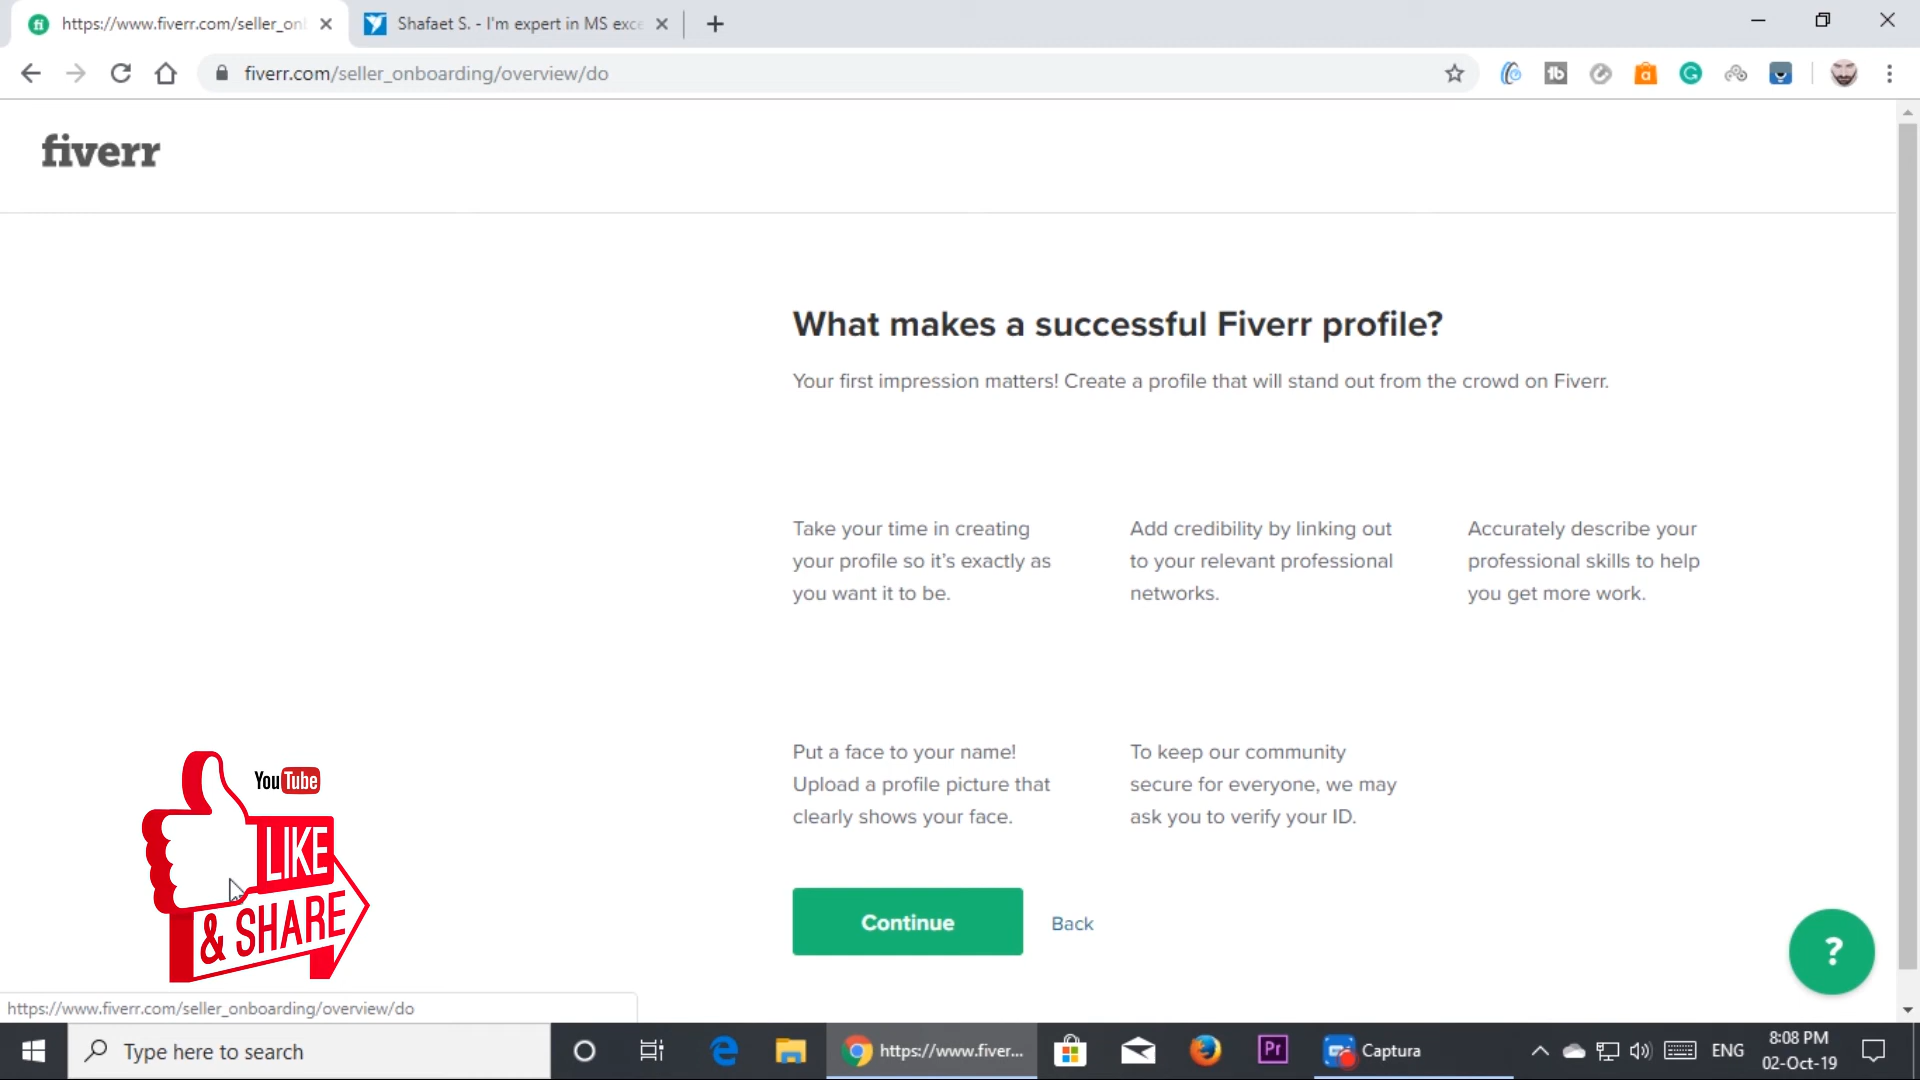 https://www.fiverr.com/seller_on
Shafaet S. - I'm expert in MS exce
fiverr.com/seller_onboarding/overview/do
fiverr
What makes a successful Fiverr profile?
Your first impression matters! Create a profile that will stand out from the crowd on Fiverr.
Take your time in creating
your profile so it's exactly as
you want it to be.
Add credibility by linking out
to your relevant professional
networks.
Accurately describe your
professional skills to help
you get more work.
Put a face to your name!
Upload a profile picture that
clearly shows your face.
To keep our community
secure for everyone, we may
ask you to verify your ID.
Continue
Back
?
YouTube
LIKE
& SHARE
https://www.fiverr.com/seller_onboarding/overview/do
Type here to search
https://www.fiver...
Pr
Captura
ENG
8:08 PM
02-Oct-19